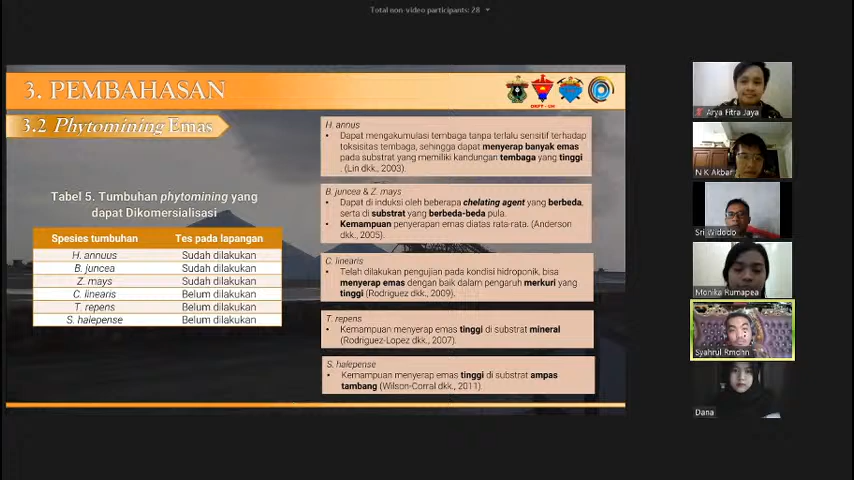 Total non-video participants: 28
3. PEMBAHASAN
DKFT - UH
3.2 Phytomining Emas
Tabel 5. Tumbuhan phytomining yang
dapat Dikomersialisasi
Spesies tumbuhan Tes pada lapangan
H. annuus Sudah dilakukan
B. juncea Sudah dilakukan
Z. mays Sudah dilakukan
C. linearis Belum dilakukan
T. repens Belum dilakukan
S. halepense Belum dilakukan
H. annus
• Dapat mengakumulasi tembaga tanpa terlalu sensitif terhadap
toksisitas tembaga, sehingga dapat menyerap banyak emas
pada substrat yang memiliki kandungan tembaga yang tinggi
. (Lin dkk., 2003).
B. juncea & Z. mays
• Dapat di induksi oleh beberapa chelating agent yang berbeda,
serta di substrat yang berbeda-beda pula.
• Kemampuan penyerapan emas diatas rata-rata. (Anderson
dkk., 2005).
C. linearis
• Telah dilakukan pengujian pada kondisi hidroponik, bisa
menyerap emas dengan baik dalam pengaruh merkuri yang
tinggi (Rodriguez dkk., 2009).
T. repens
• Kemampuan menyerap emas tinggi di substrat mineral
(Rodriguez-Lopez dkk., 2007).
S. halepense
• Kemampuan menyerap emas tinggi di substrat ampas
tambang (Wilson-Corral dkk., 2011).
Arya Fitra Jaya
N K Akbar
Sri Widodo
Monika Rumapea
Syahrul Rmdhn
Dana